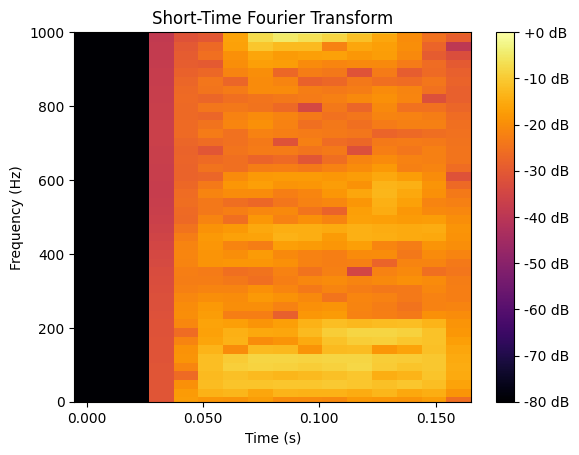 Short-Time Fourier Transform
1000
800
600
400
200
0
Frequency (Hz)
0.000
0.050
0.100
0.150
Time (s)
+0 dB
-10 dB
-20 dB
-30 dB
-40 dB
-50 dB
-60 dB
-70 dB
-80 dB